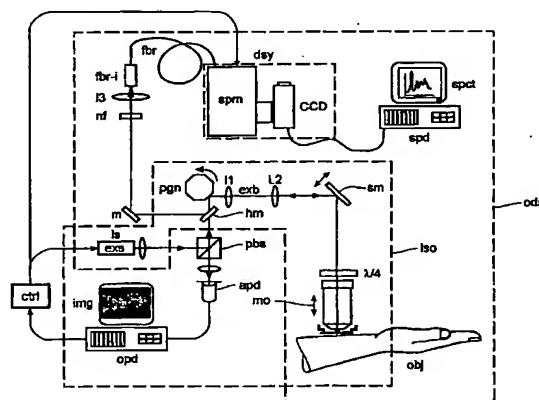 fbr
dsy
fbr-i
l3
nf
spm
CCD
spct
spd
pgn
l1
exb
L2
sm
ods
m
hm
ls
exs
pbs
lso
λ/4
ctrl
img
apd
mo
opd
obj